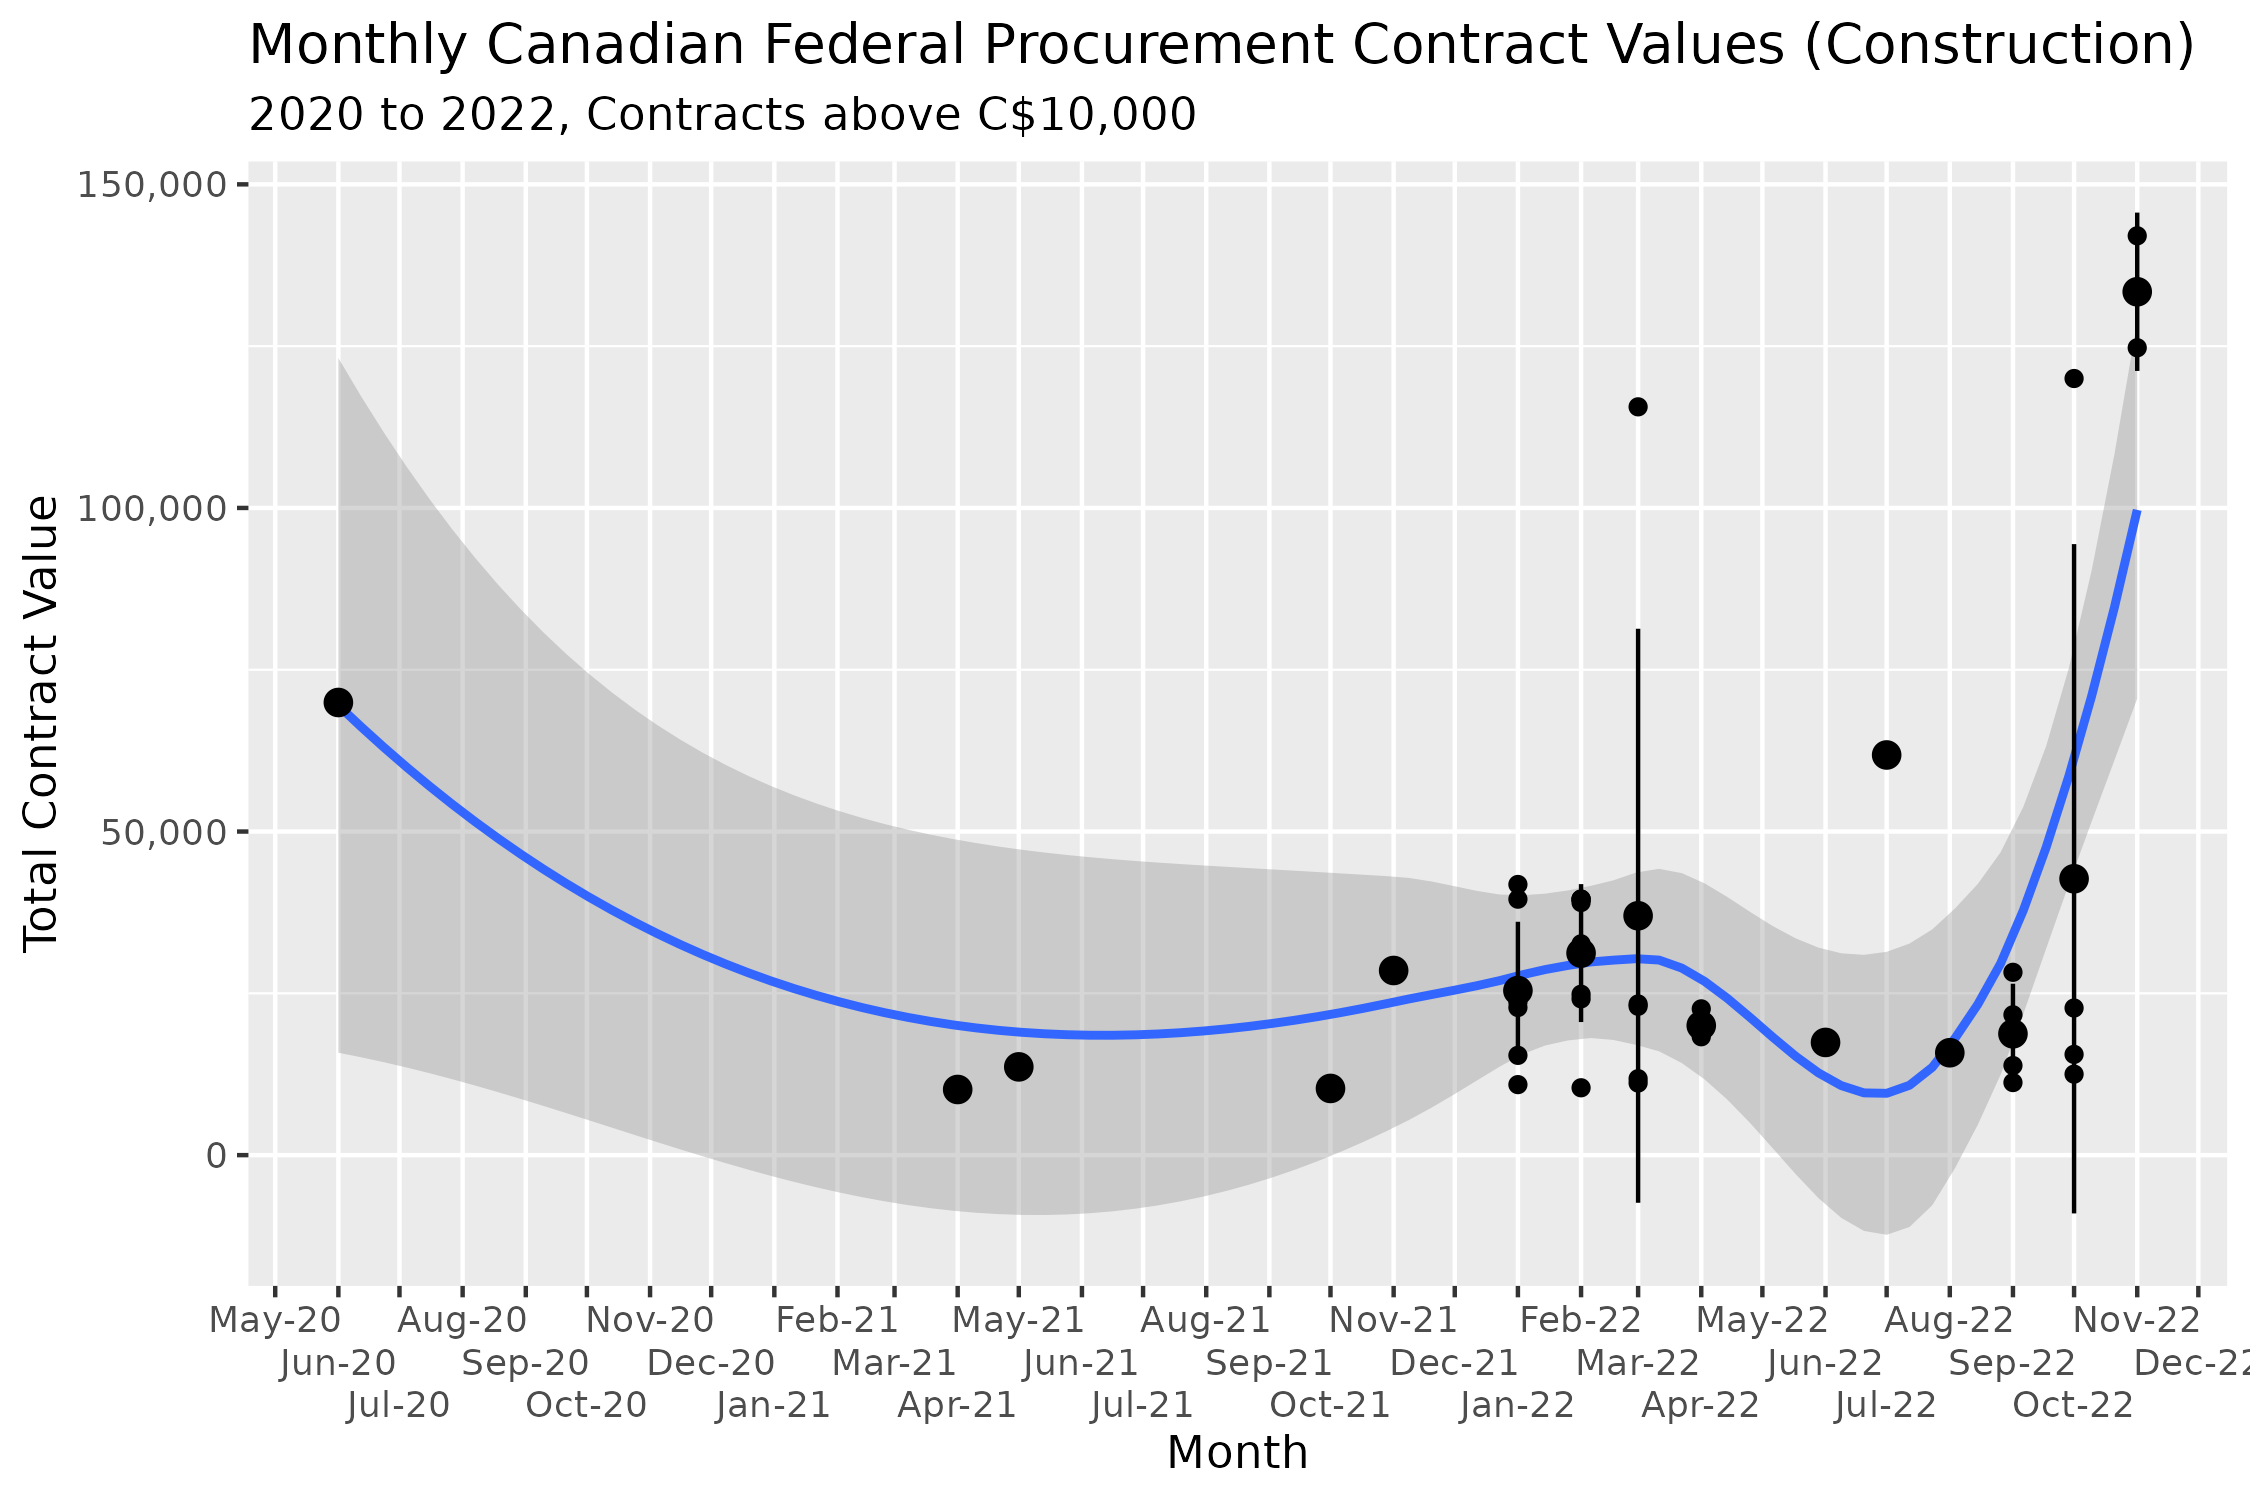 Monthly Canadian Federal Procurement Contract Values (Construction)
2020 to 2022, Contracts above C$10,000
Total Contract Value
150,000
100,000
50,000
0
May-20 Aug-20 Nov-20 Feb-21 May-21 Aug-21 Nov-21 Feb-22 May-22 Aug-22 Nov-22
Jun-20 Sep-20 Dec-20 Mar-21 Jun-21 Sep-21 Dec-21 Mar-22 Jun-22 Sep-22 Dec-22
Jul-20 Oct-20 Jan-21 Apr-21 Jul-21 Oct-21 Jan-22 Apr-22 Jul-22 Oct-22
Month